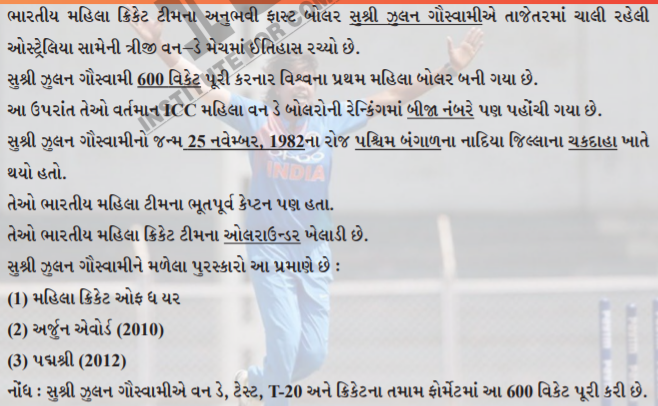 ભારતીય મહિલા ક્રિકેટ ટીમના અનુભવી ફાસ્ટ બોલર સુશ્રી ઝુલન ગૌસ્વામીએ તાજેતરમાં ચાલી રહેલી
ઓસ્ટ્રેલિયા સામેની ત્રીજી વન-ડે મેચમાં ઈતિહાસ રચ્યો છે.
સુશ્રી ઝુલન ગૌસ્વામી 600 વિકેટ પૂરી કરનાર વિશ્વના પ્રથમ મહિલા બોલર બની ગયા છે.
આ ઉપરાંત તેઓ વર્તમાન ICC મહિલા વન ડે બોલરોની રેન્કિંગમાં બીજા નંબરે પણ પહોંચી ગયા છે.
સુશ્રી ઝુલન ગૌસ્વામીનો જન્મ 25 નવેમ્બર, 1982ના રોજ પશ્ચિમ બંગાળના નાદિયા જિલ્લાના ચકદાહા ખાતે
થયો હતો.
તેઓ ભારતીય મહિલા ટીમના ભૂતપૂર્વ કેપ્ટન પણ હતા.
તેઓ ભારતીય મહિલા ક્રિકેટ ટીમના ઓલરાઉન્ડર ખેલાડી છે.
સુશ્રી ઝુલન ગૌસ્વામીને મળેલા પુરસ્કારો આ પ્રમાણે છે :
(1) મહિલા ક્રિકેટ ઓફ ધ યર
(2) અર્જુન એવોર્ડ (2010)
(3) પદ્મશ્રી (2012)
નોંધ : સુશ્રી ઝુલન ગૌસ્વામીએ વન ડે, ટેસ્ટ, T-20 અને ક્રિકેટના તમામ ફોર્મેટમાં આ 600 વિકેટ પૂરી કરી છે.
INSTITUTE FOR
INDIA